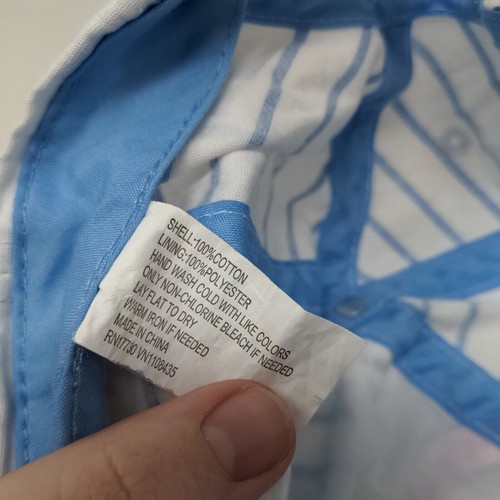 SHELL:100%COTTON
LINING:100%POLYESTER
HAND WASH COLD WITH LIKE COLORS
ONLY NON-CHLORINE BLEACH IF NEEDED
LAY FLAT TO DRY
WARM IRON IF NEEDED
MADE IN CHINA
RN17730 VN1108435